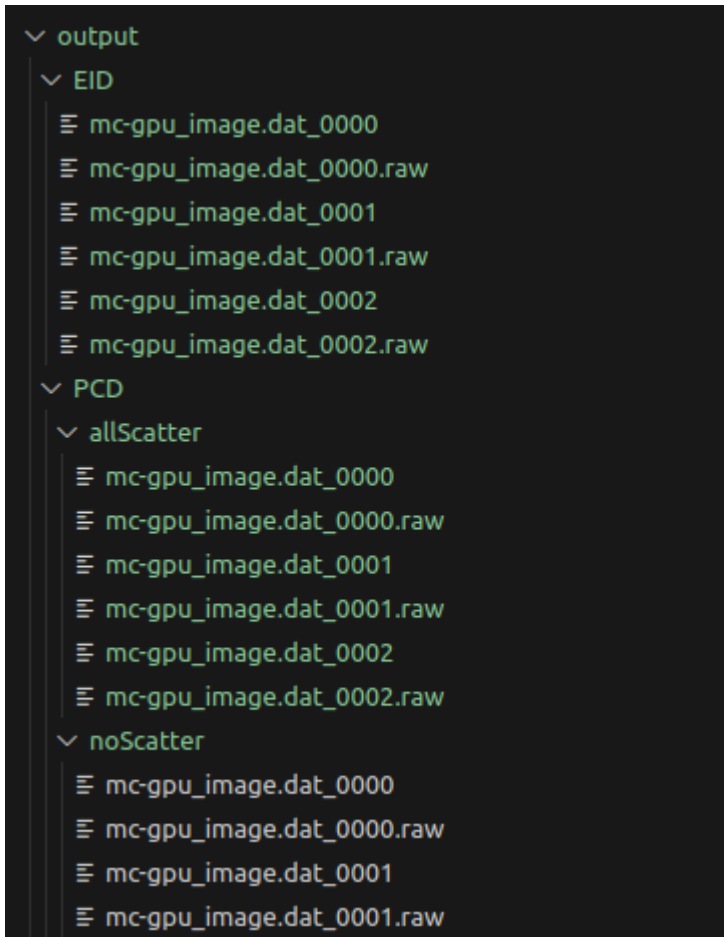 output
EID
mc-gpu_image.dat_0000
mc-gpu_image.dat_0000.raw
mc-gpu_image.dat_0001
mc-gpu_image.dat_0001.raw
mc-gpu_image.dat_0002
mc-gpu_image.dat_0002.raw
PCD
allScatter
mc-gpu_image.dat_0000
mc-gpu_image.dat_0000.raw
mc-gpu_image.dat_0001
mc-gpu_image.dat_0001.raw
mc-gpu_image.dat_0002
mc-gpu_image.dat_0002.raw
noScatter
mc-gpu_image.dat_0000
mc-gpu_image.dat_0000.raw
mc-gpu_image.dat_0001
mc-gpu_image.dat_0001.raw